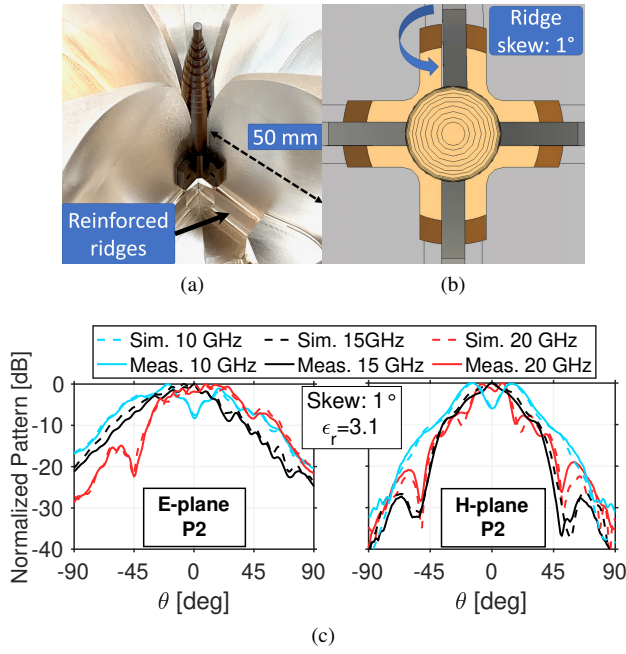 50 mm
Reinforced
ridges
(a)
Ridge
skew: 1°
(b)
Sim. 10 GHz Sim. 15GHz Sim. 20 GHz
Meas. 10 GHz Meas. 15 GHz Meas. 20 GHz
Normalized Pattern [dB]
0
-10
-20
-30
-40
-90 -45 0 45 90
θ [deg]
E-plane
P2
Skew: 1°
ϵr=3.1
H-plane
P2
-90 -45 0 45 90
θ [deg]
(c)